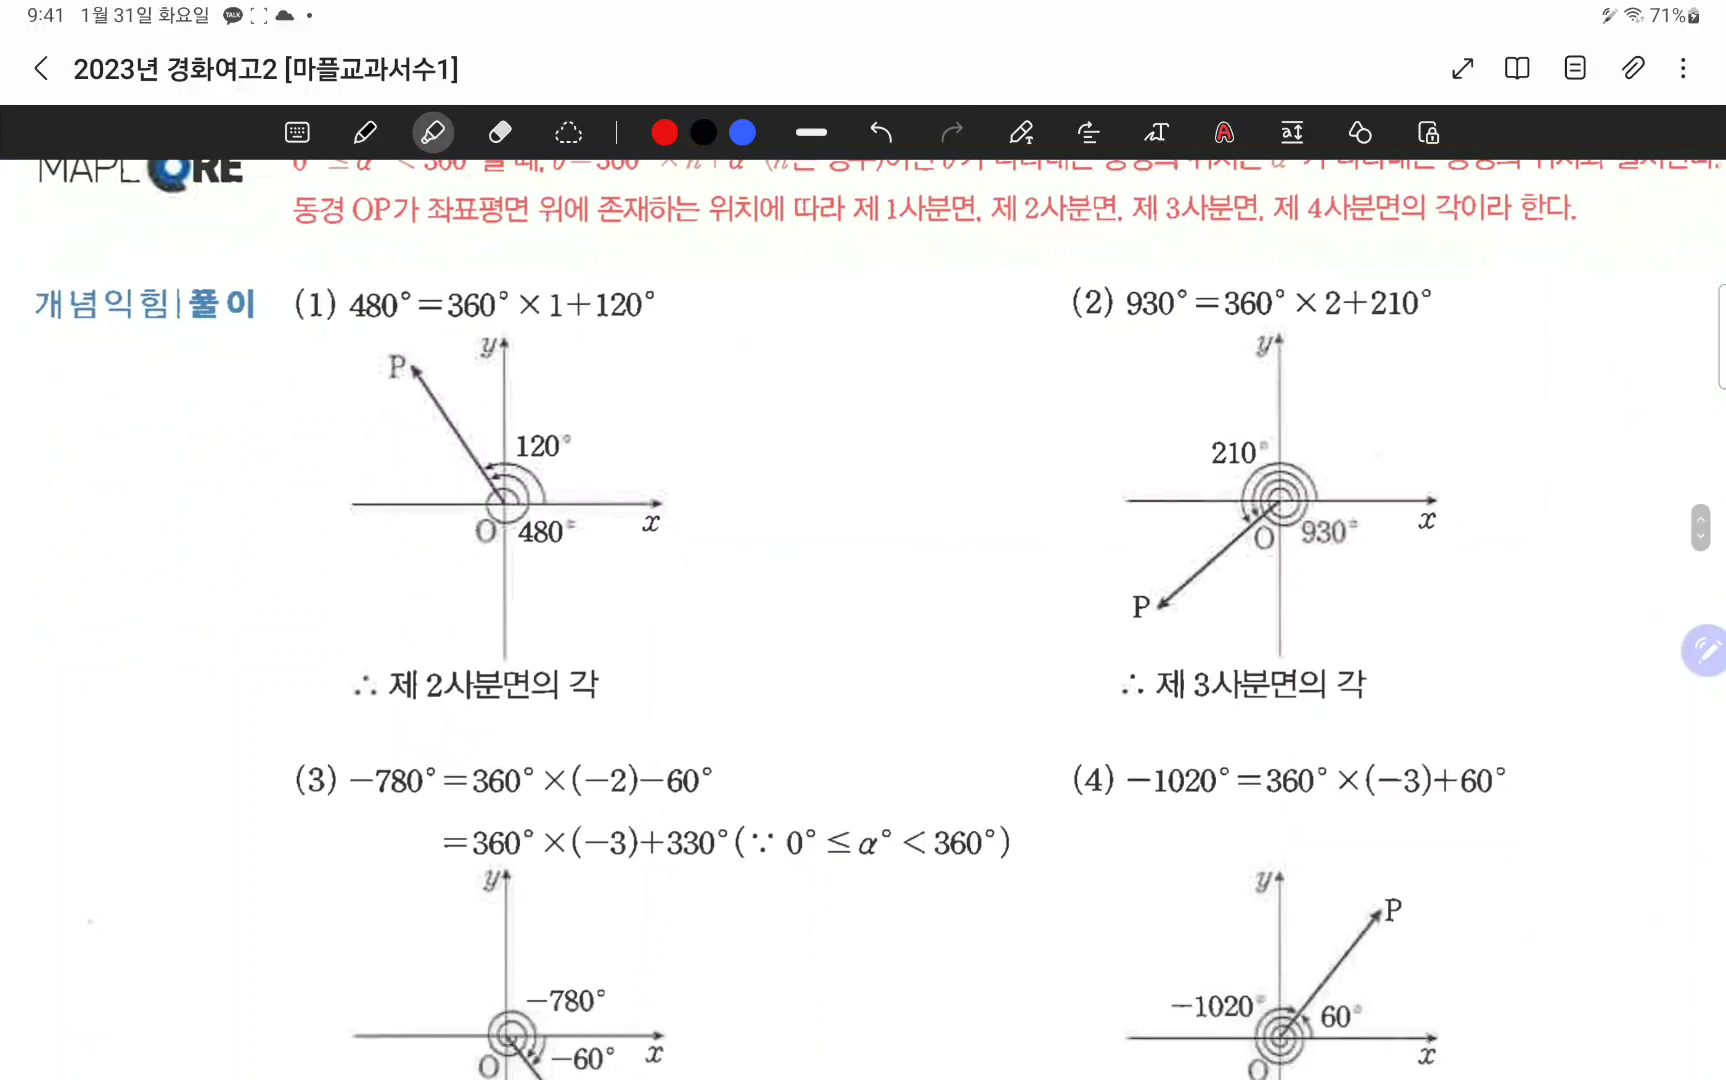 9:41 1월 31일 화요일
71%
2023년 경화여고2 [마플교과서수1]
동경 OP가 좌표평면 위에 존재하는 위치에 따라 제 1사분면, 제 2사분면, 제 3사분면, 제 4사분면의 각이라 한다.
개념익힘|풀이
(1) 480°=360°×1+120°
y
P
120°
O
480°
x
∴ 제 2사분면의 각
(2) 930°=360°×2+210°
y
210°
O
930°
x
P
∴ 제 3사분면의 각
(3) −780°=360°×(−2)−60°
=360°×(−3)+330°(∵ 0°≤α°<360°)
y
−780°
O
−60°
x
(4) −1020°=360°×(−3)+60°
y
P
−1020°
60°
O
x